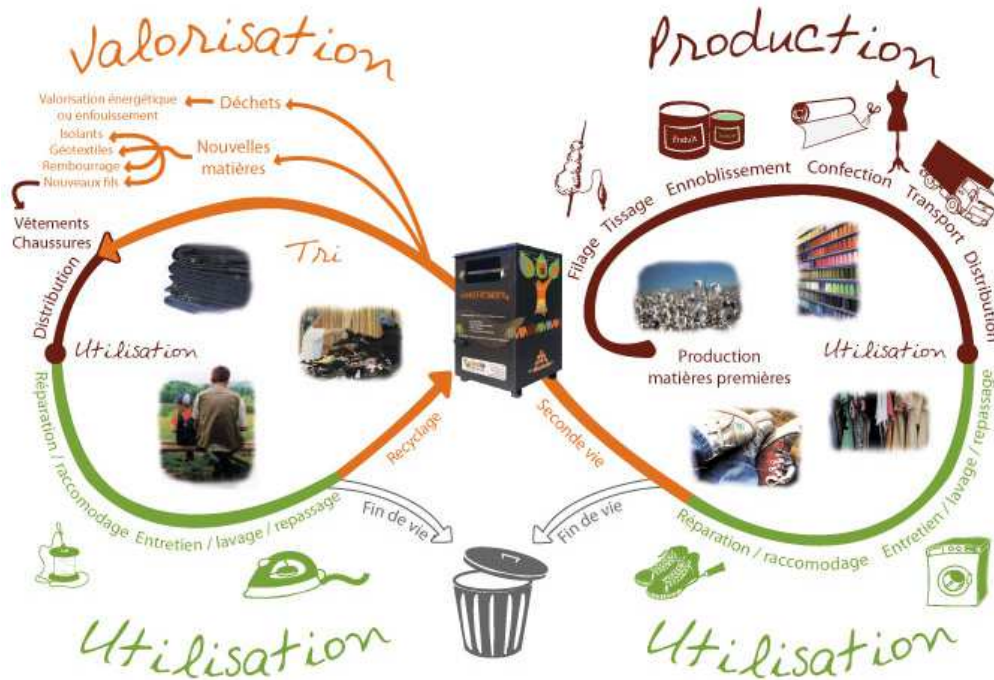 Valorisation
Production
Valorisation énergétique
ou enfouissement
Déchets
Isolants
Géotextiles
Rembourrage
Nouveaux fils
Nouvelles
matières
Vêtements
Chaussures
Distribution
Tri
Utilisation
Réparation / raccomodage
Entretien / lavage / repassage
Recyclage
Fin de vie
Utilisation
Filage
Tissage
Ennoblissement
Confection
Transport
Distribution
Production
matières premières
Utilisation
Seconde vie
Fin de vie
Réparation / raccomodage
Entretien / lavage / repassage
Utilisation